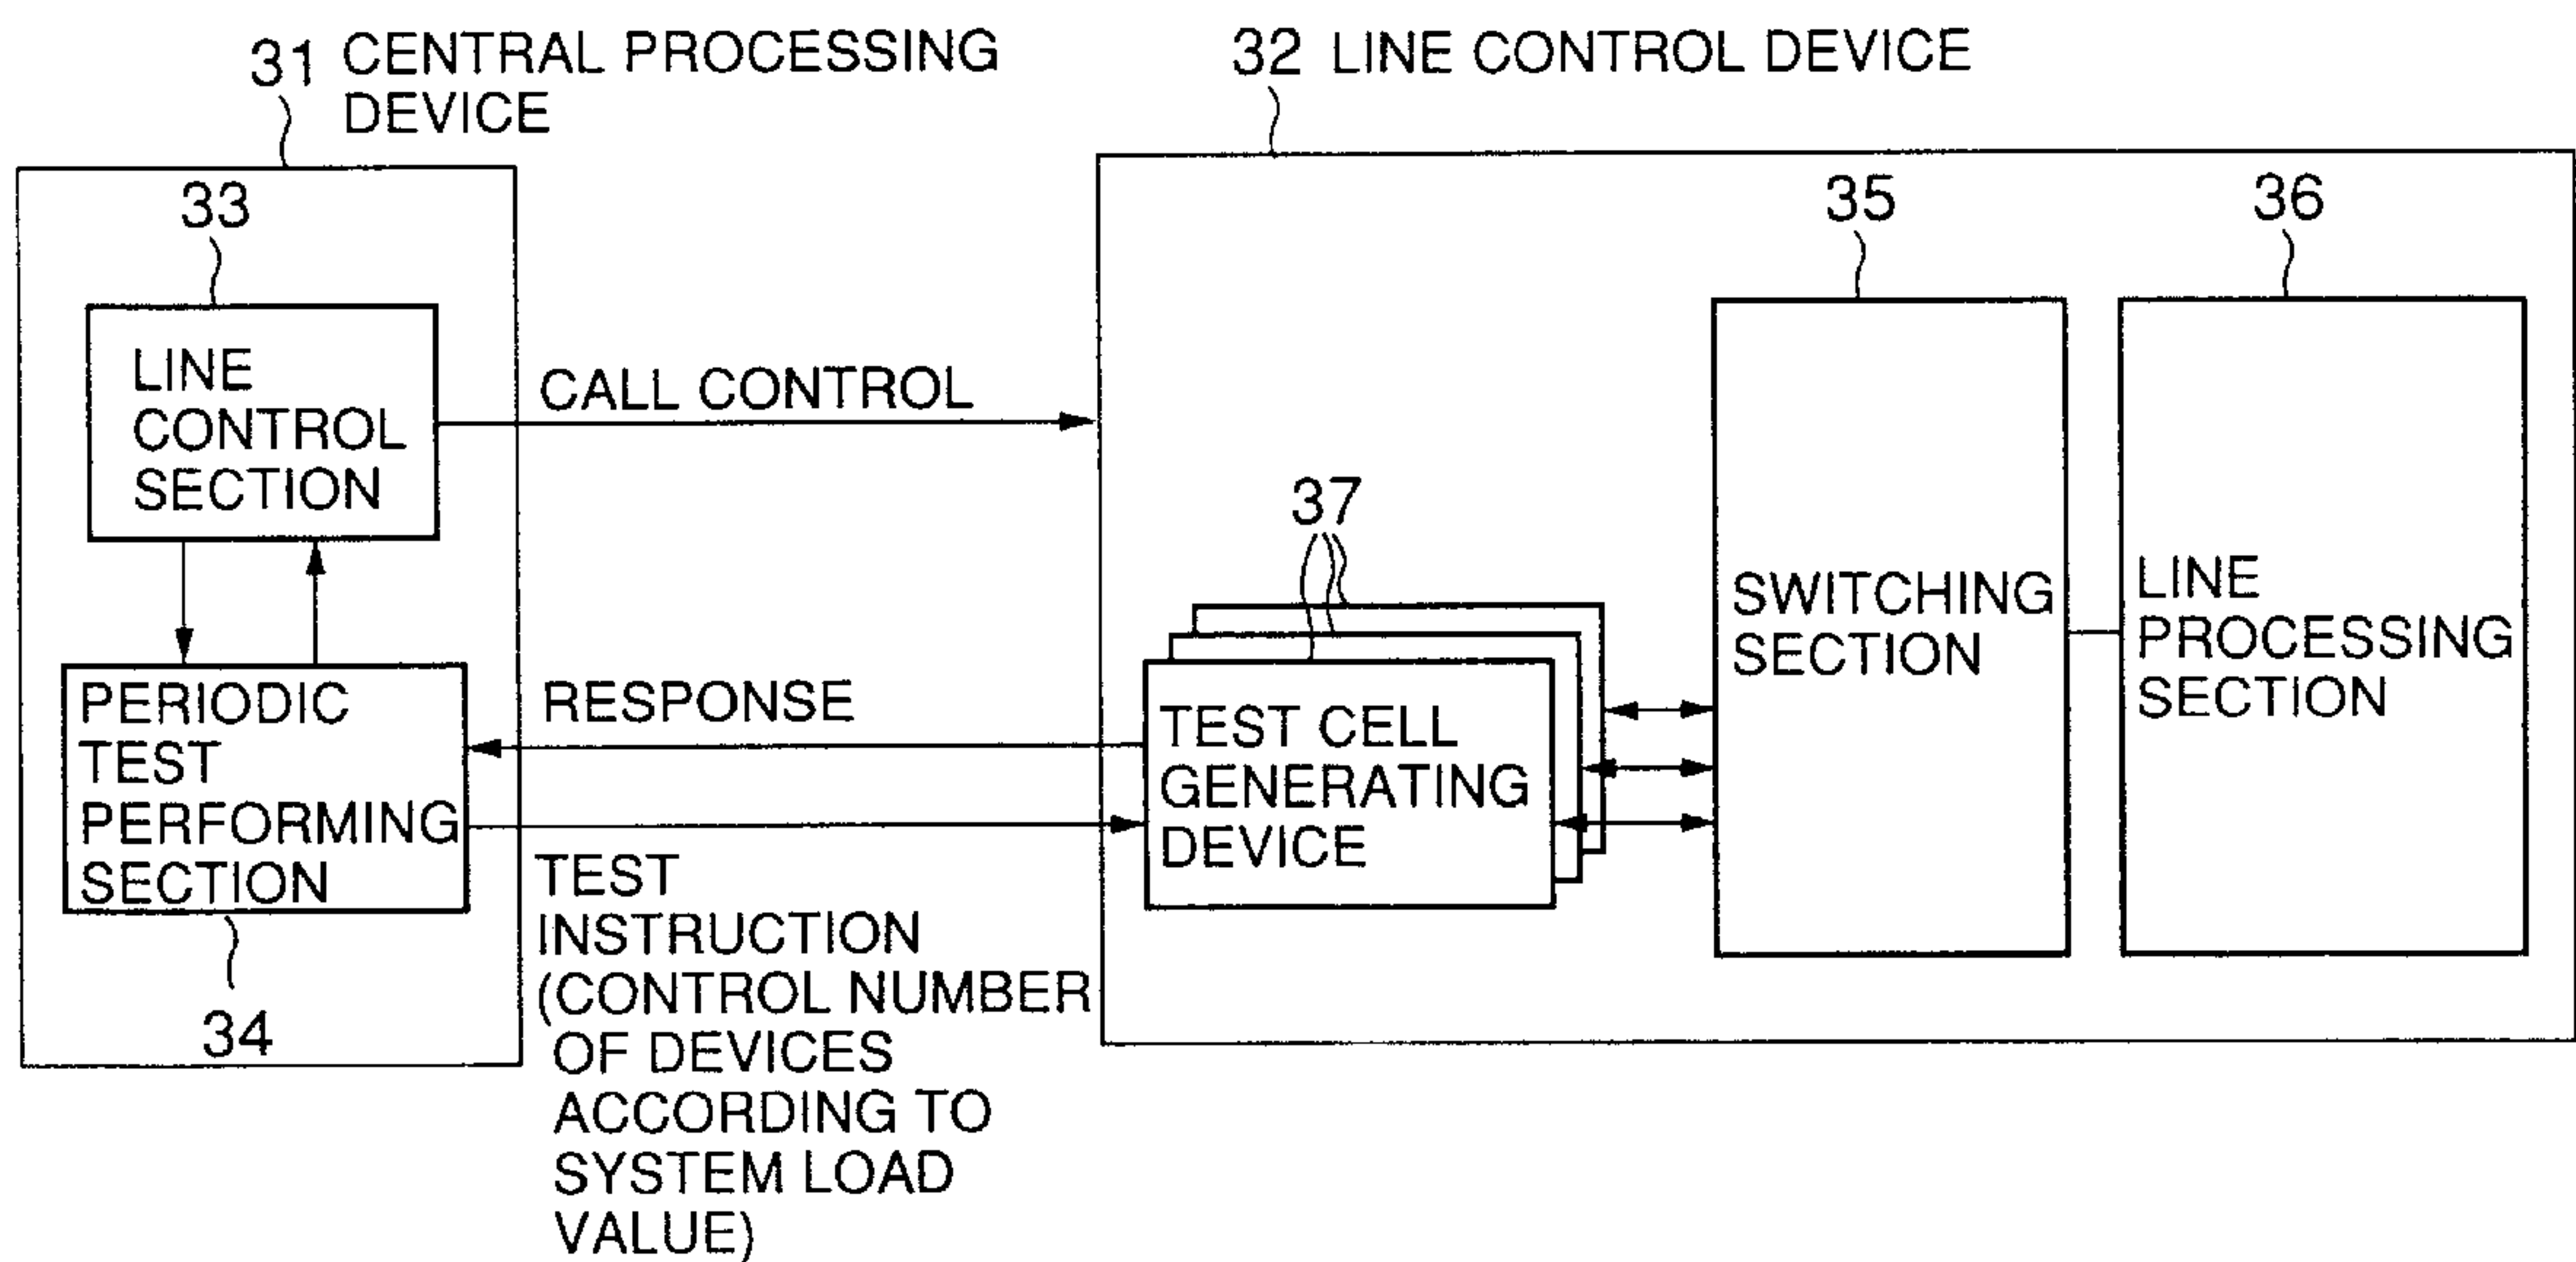 31 CENTRAL PROCESSING
DEVICE
32 LINE CONTROL DEVICE
33
LINE
CONTROL
SECTION
CALL CONTROL
PERIODIC
TEST
PERFORMING
SECTION
34
RESPONSE
TEST
INSTRUCTION
(CONTROL NUMBER
OF DEVICES
ACCORDING TO
SYSTEM LOAD
VALUE)
37
TEST CELL
GENERATING
DEVICE
35
SWITCHING
SECTION
36
LINE
PROCESSING
SECTION